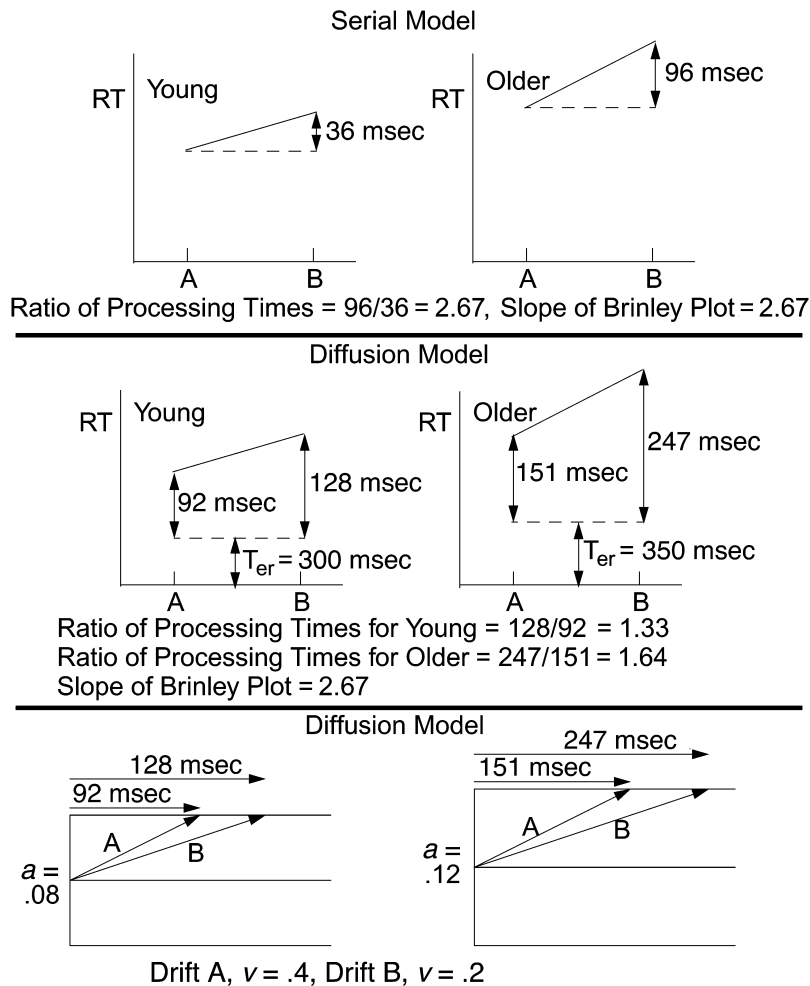 Serial Model
RT Young 36 msec A B
RT Older 96 msec A B
Ratio of Processing Times = 96/36 = 2.67, Slope of Brinley Plot = 2.67
Diffusion Model
RT Young 92 msec 128 msec Ter = 300 msec A B
RT Older 151 msec 247 msec Ter = 350 msec A B
Ratio of Processing Times for Young = 128/92 = 1.33
Ratio of Processing Times for Older = 247/151 = 1.64
Slope of Brinley Plot = 2.67
Diffusion Model
128 msec
92 msec
A
B
a =
.08
247 msec
151 msec
A
B
a =
.12
Drift A, v = .4, Drift B, v = .2